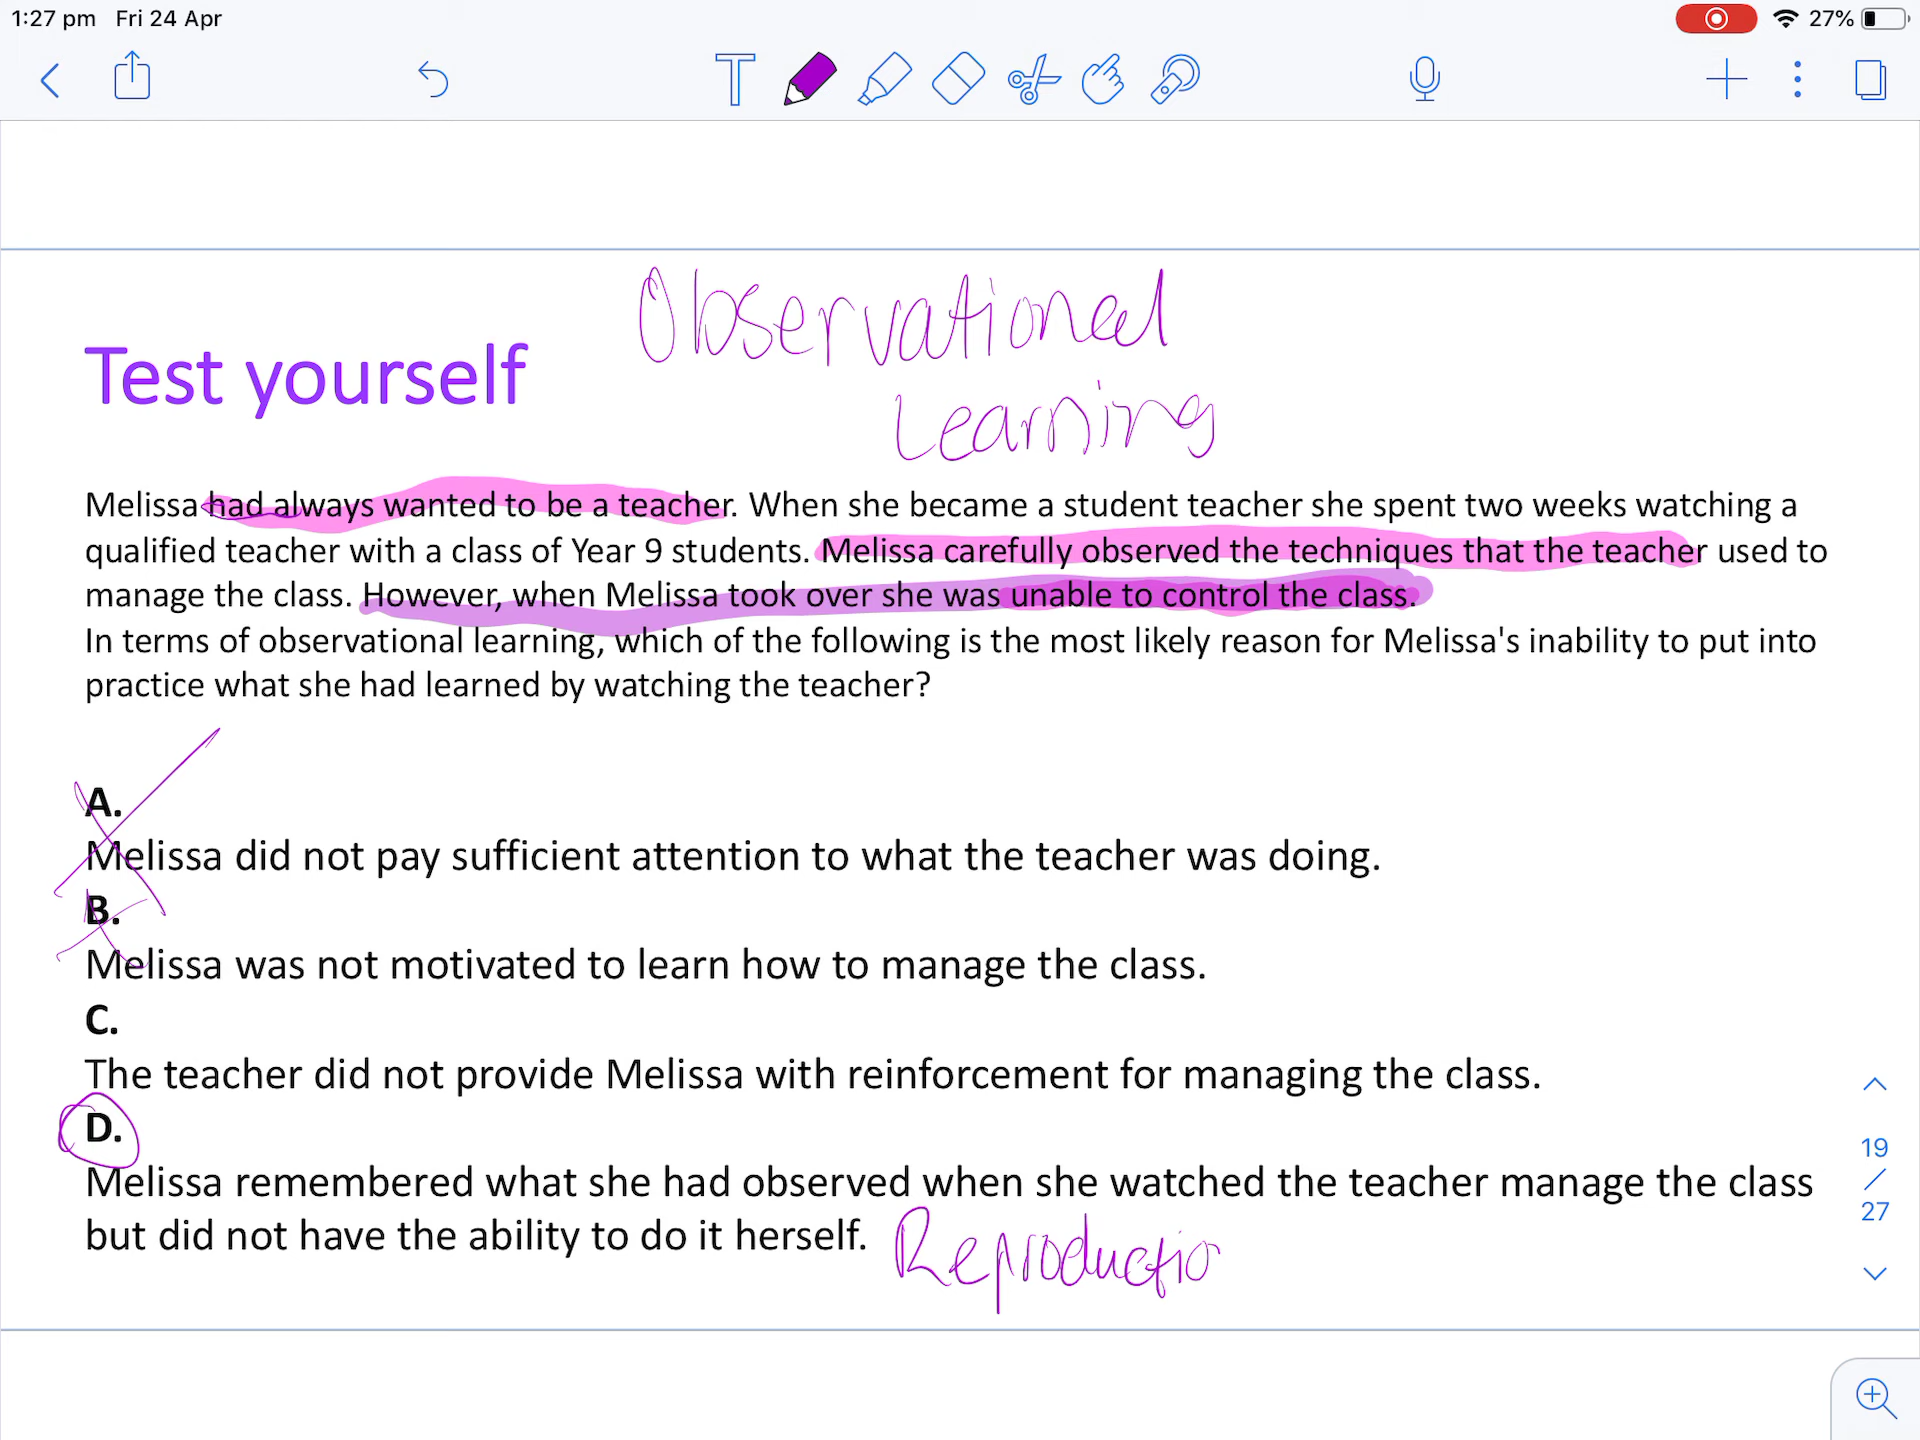 1:27 pm Fri 24 Apr 27%
T
Observational
Test yourself
Learning
Melissa had always wanted to be a teacher. When she became a student teacher she spent two weeks watching a
qualified teacher with a class of Year 9 students. Melissa carefully observed the techniques that the teacher used to
manage the class. However, when Melissa took over she was unable to control the class.
In terms of observational learning, which of the following is the most likely reason for Melissa's inability to put into
practice what she had learned by watching the teacher?
A.
Melissa did not pay sufficient attention to what the teacher was doing.
B.
Melissa was not motivated to learn how to manage the class.
C.
The teacher did not provide Melissa with reinforcement for managing the class.
D.
Melissa remembered what she had observed when she watched the teacher manage the class
but did not have the ability to do it herself. Reproductio
19
/
27